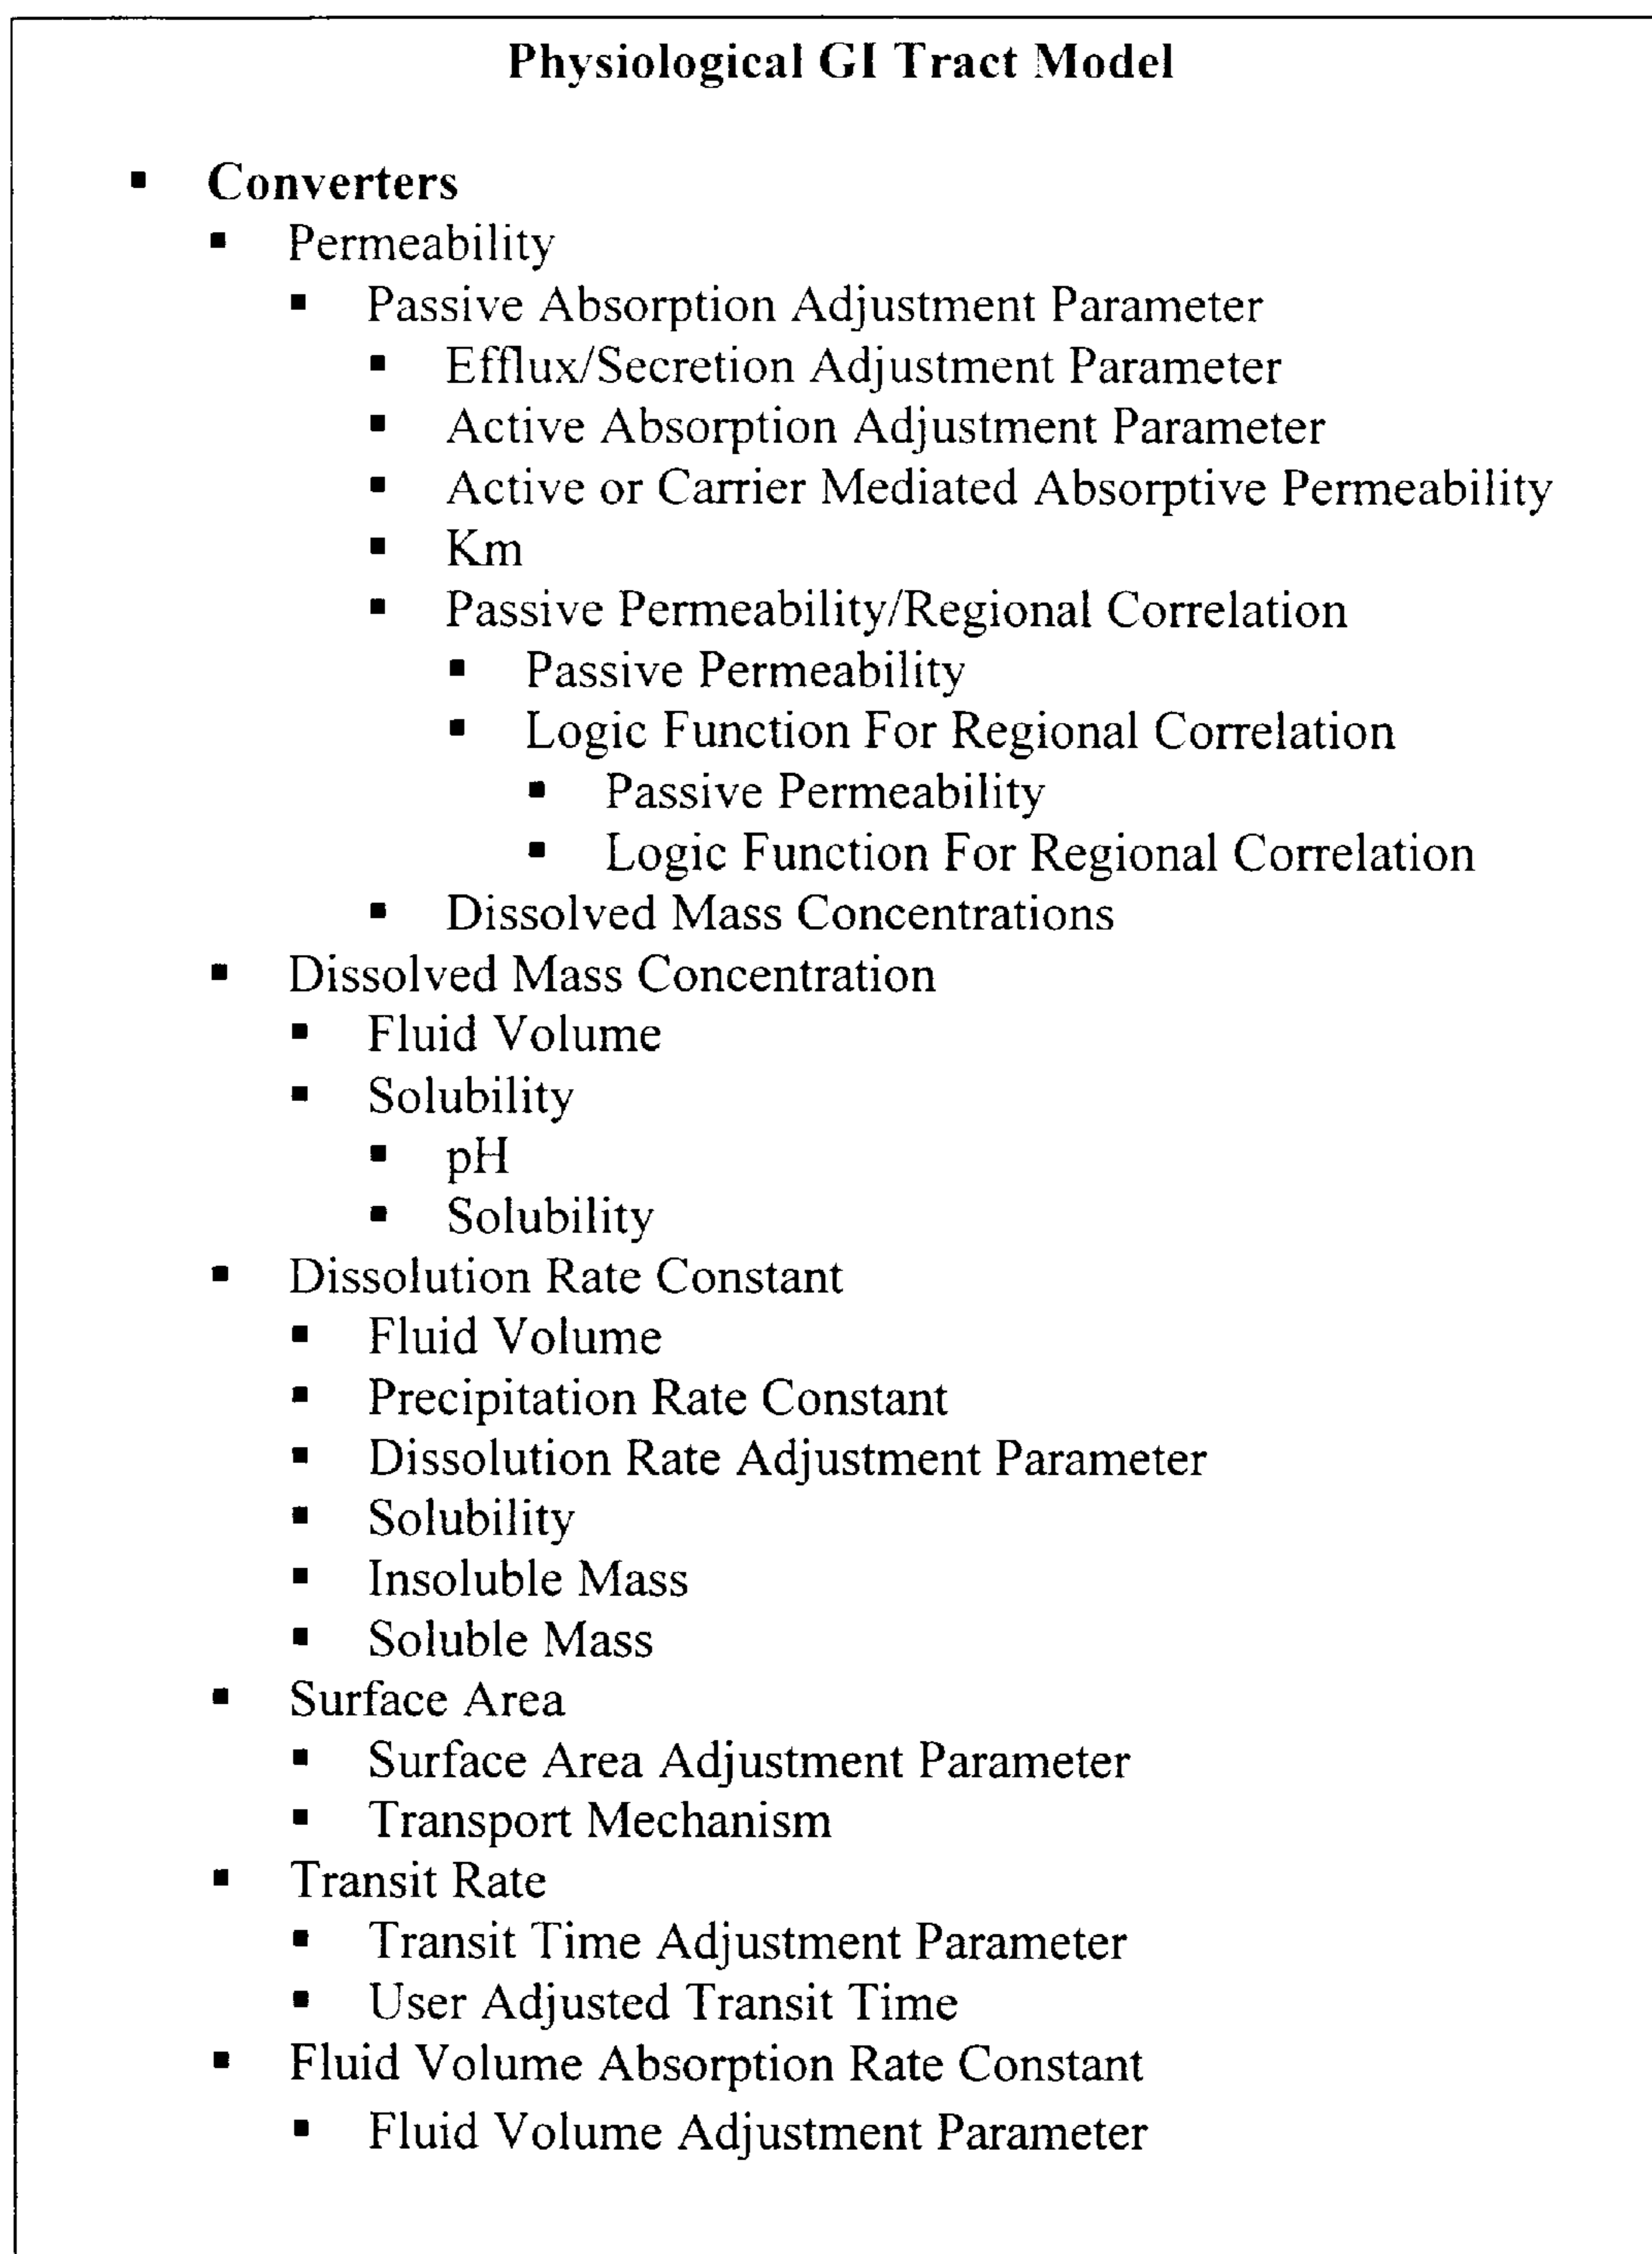 Physiological GI Tract Model
▪ Converters
▪ Permeability
▪ Passive Absorption Adjustment Parameter
▪ Efflux/Secretion Adjustment Parameter
▪ Active Absorption Adjustment Parameter
▪ Active or Carrier Mediated Absorptive Permeability
▪ Km
▪ Passive Permeability/Regional Correlation
▪ Passive Permeability
▪ Logic Function For Regional Correlation
▪ Passive Permeability
▪ Logic Function For Regional Correlation
▪ Dissolved Mass Concentrations
▪ Dissolved Mass Concentration
▪ Fluid Volume
▪ Solubility
▪ pH
▪ Solubility
▪ Dissolution Rate Constant
▪ Fluid Volume
▪ Precipitation Rate Constant
▪ Dissolution Rate Adjustment Parameter
▪ Solubility
▪ Insoluble Mass
▪ Soluble Mass
▪ Surface Area
▪ Surface Area Adjustment Parameter
▪ Transport Mechanism
▪ Transit Rate
▪ Transit Time Adjustment Parameter
▪ User Adjusted Transit Time
▪ Fluid Volume Absorption Rate Constant
▪ Fluid Volume Adjustment Parameter